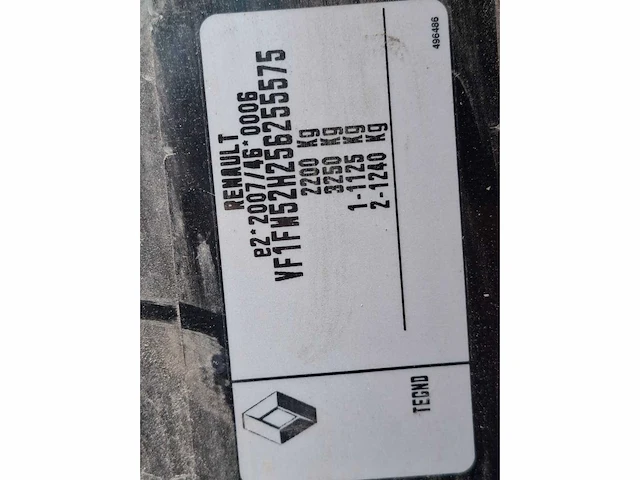 RENAULT
e2*2007/46*0006
VF1FW52H256255575
2200 Kg
3250 Kg
1-1125 Kg
2-1240 Kg
496486
TEGND